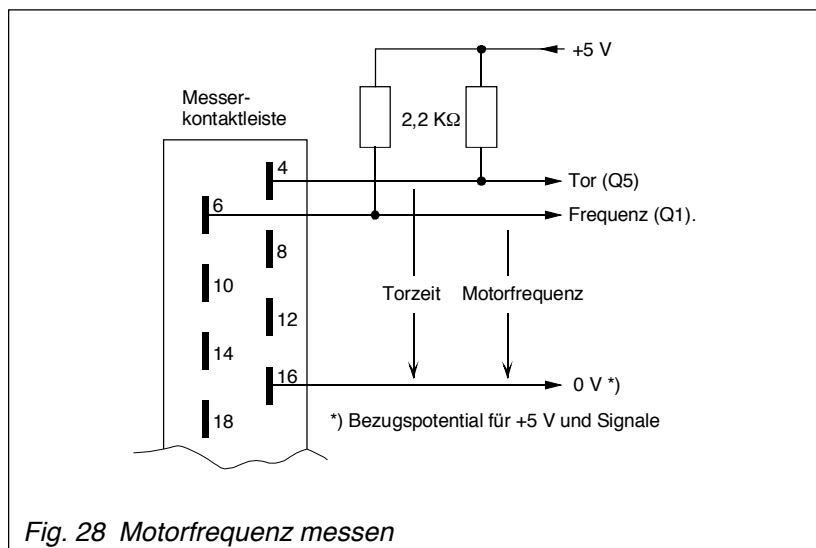 +5 V
Messer-
kontaktleiste
2,2 KΩ
4
Tor (Q5)
6
Frequenz (Q1).
8
10
Torzeit Motorfrequenz
12
14
16
0 V *)
18
*) Bezugspotential für +5 V und Signale
Fig. 28 Motorfrequenz messen